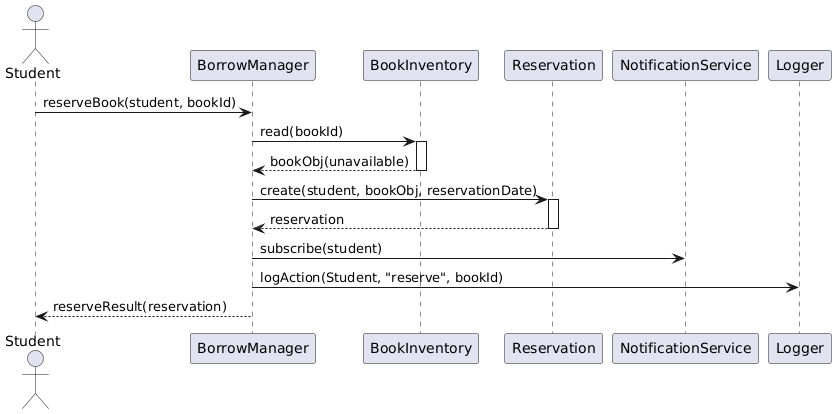 Student
BorrowManager
BookInventory
Reservation
NotificationService
Logger
reserveBook(student, bookId)
read(bookId)
bookObj(unavailable)
create(student, bookObj, reservationDate)
reservation
subscribe(student)
logAction(Student, "reserve", bookId)
reserveResult(reservation)
Student
BorrowManager
BookInventory
Reservation
NotificationService
Logger